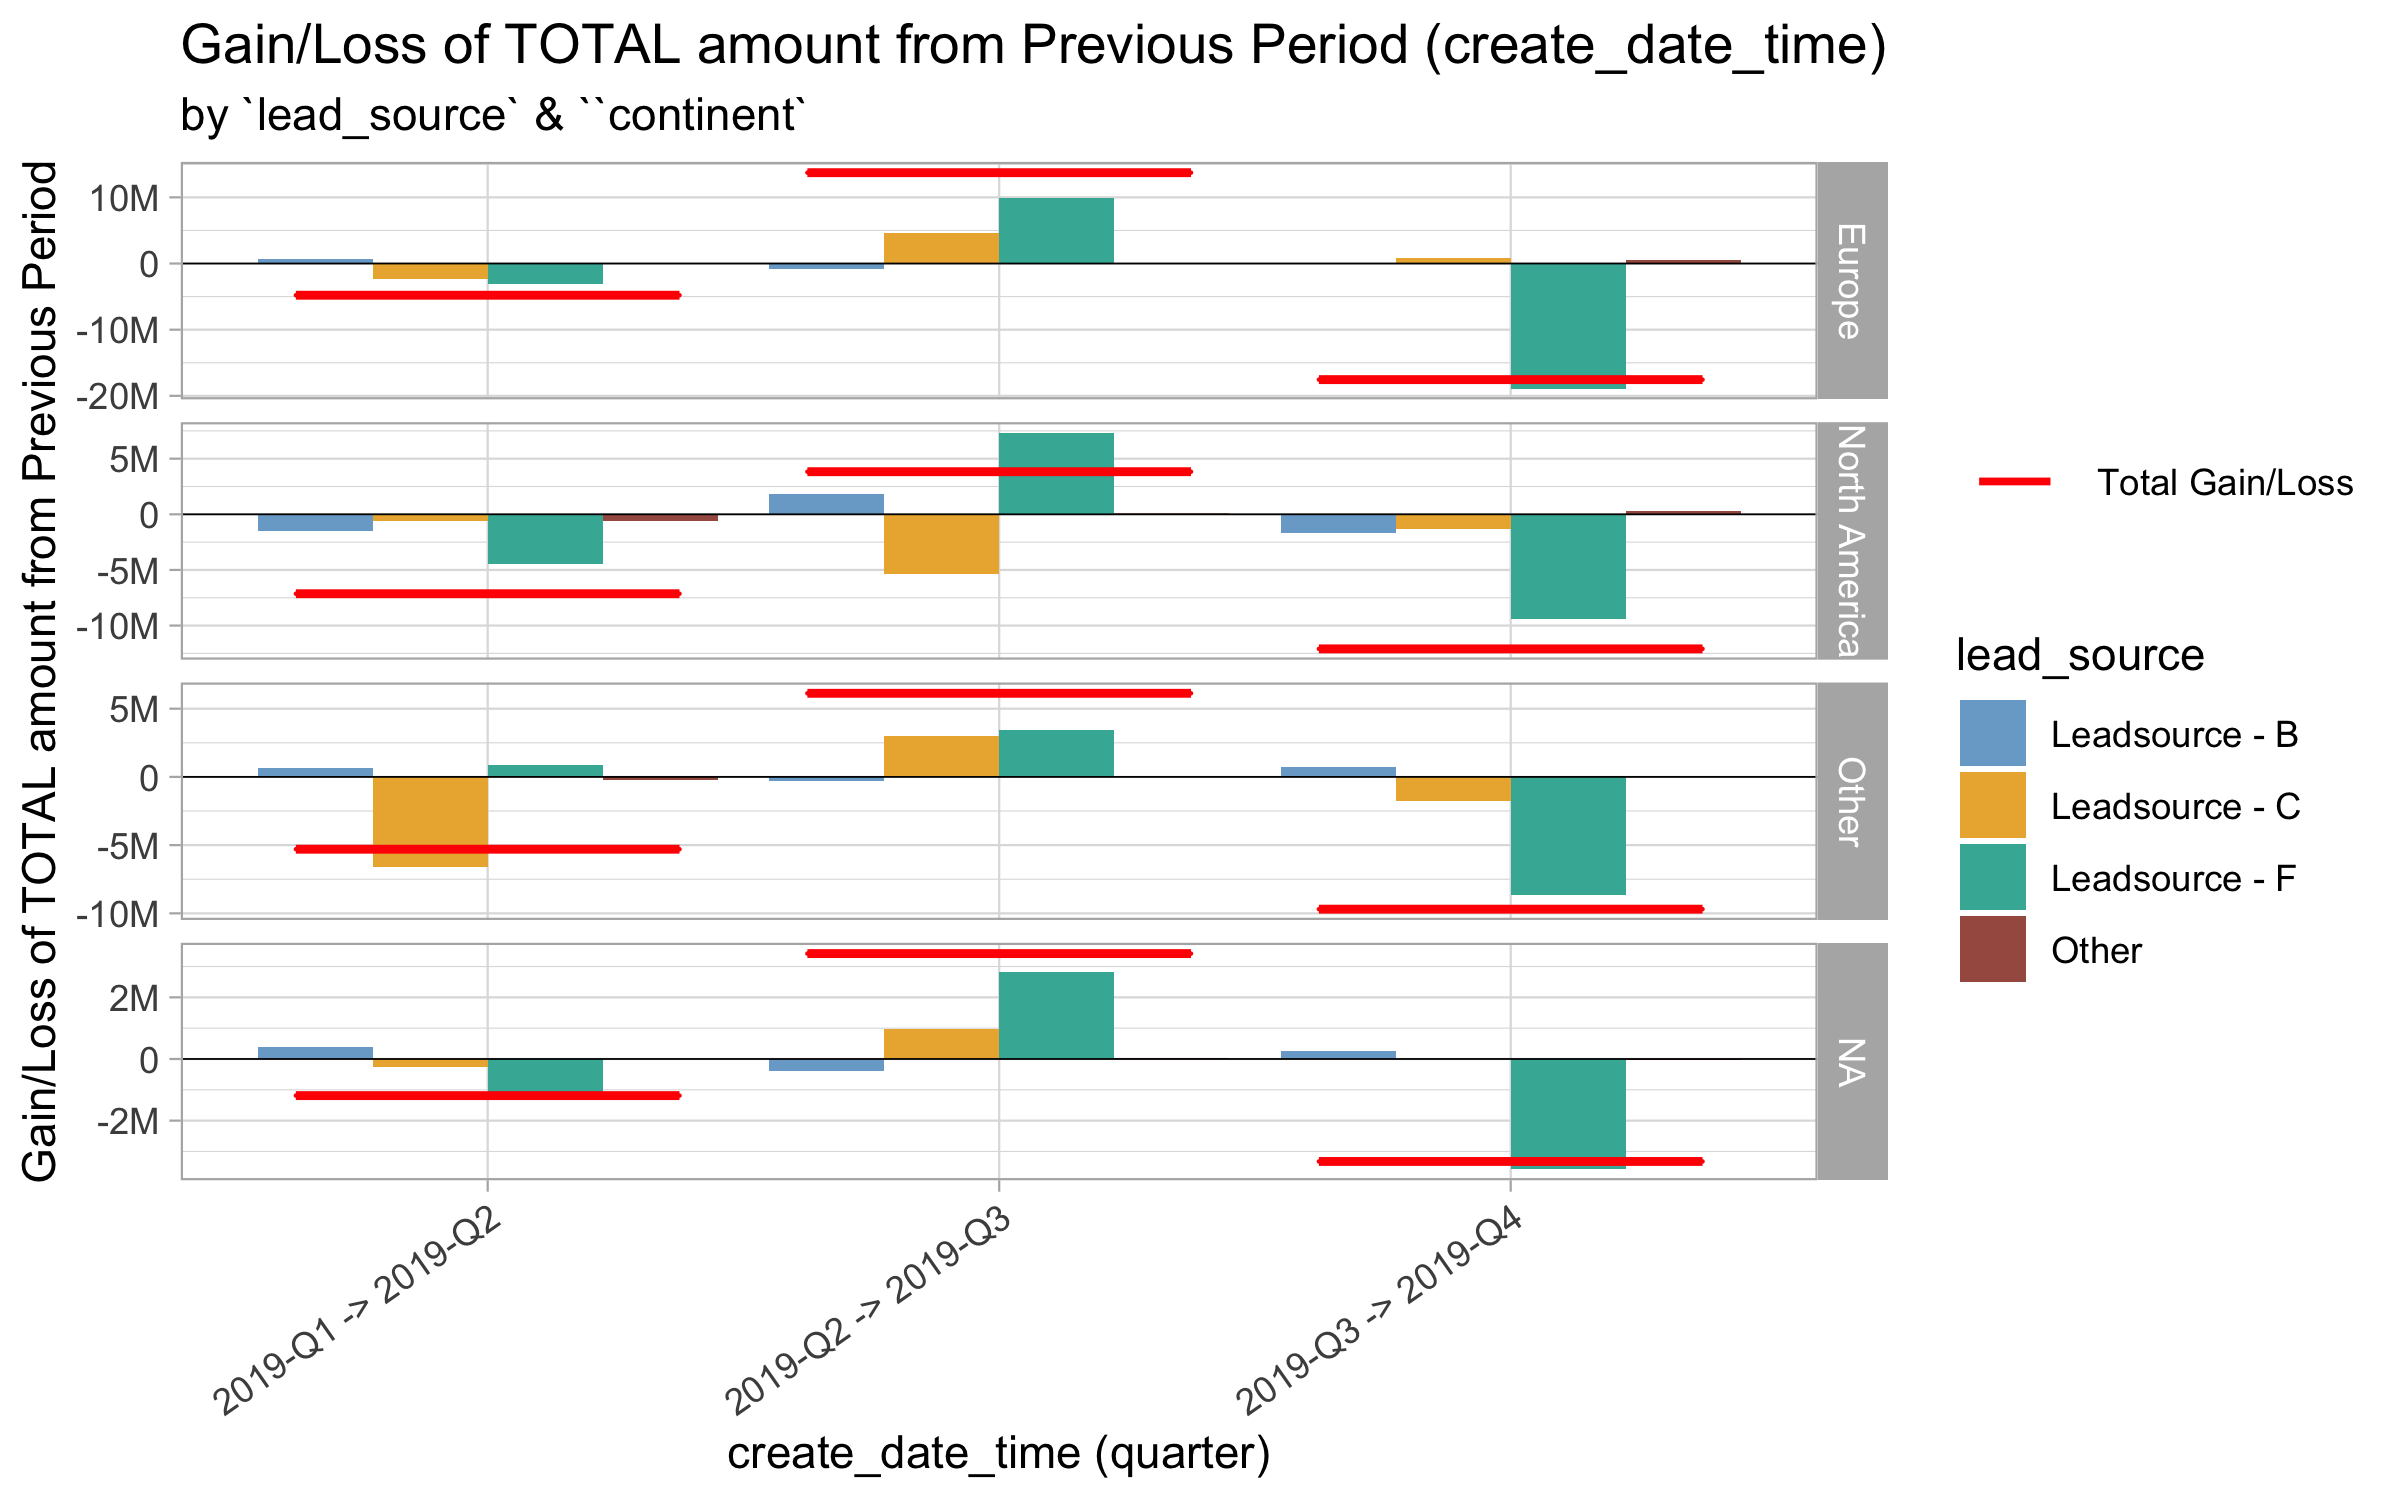 Gain/Loss of TOTAL amount from Previous Period (create_date_time)
by `lead_source` & ``continent`
Gain/Loss of TOTAL amount from Previous Period
10M
0
-10M
-20M
Europe
5M
0
-5M
-10M
North America
5M
0
-5M
-10M
Other
2M
0
-2M
NA
2019-Q1 -> 2019-Q2
2019-Q2 -> 2019-Q3
2019-Q3 -> 2019-Q4
create_date_time (quarter)
Total Gain/Loss
lead_source
Leadsource - B
Leadsource - C
Leadsource - F
Other